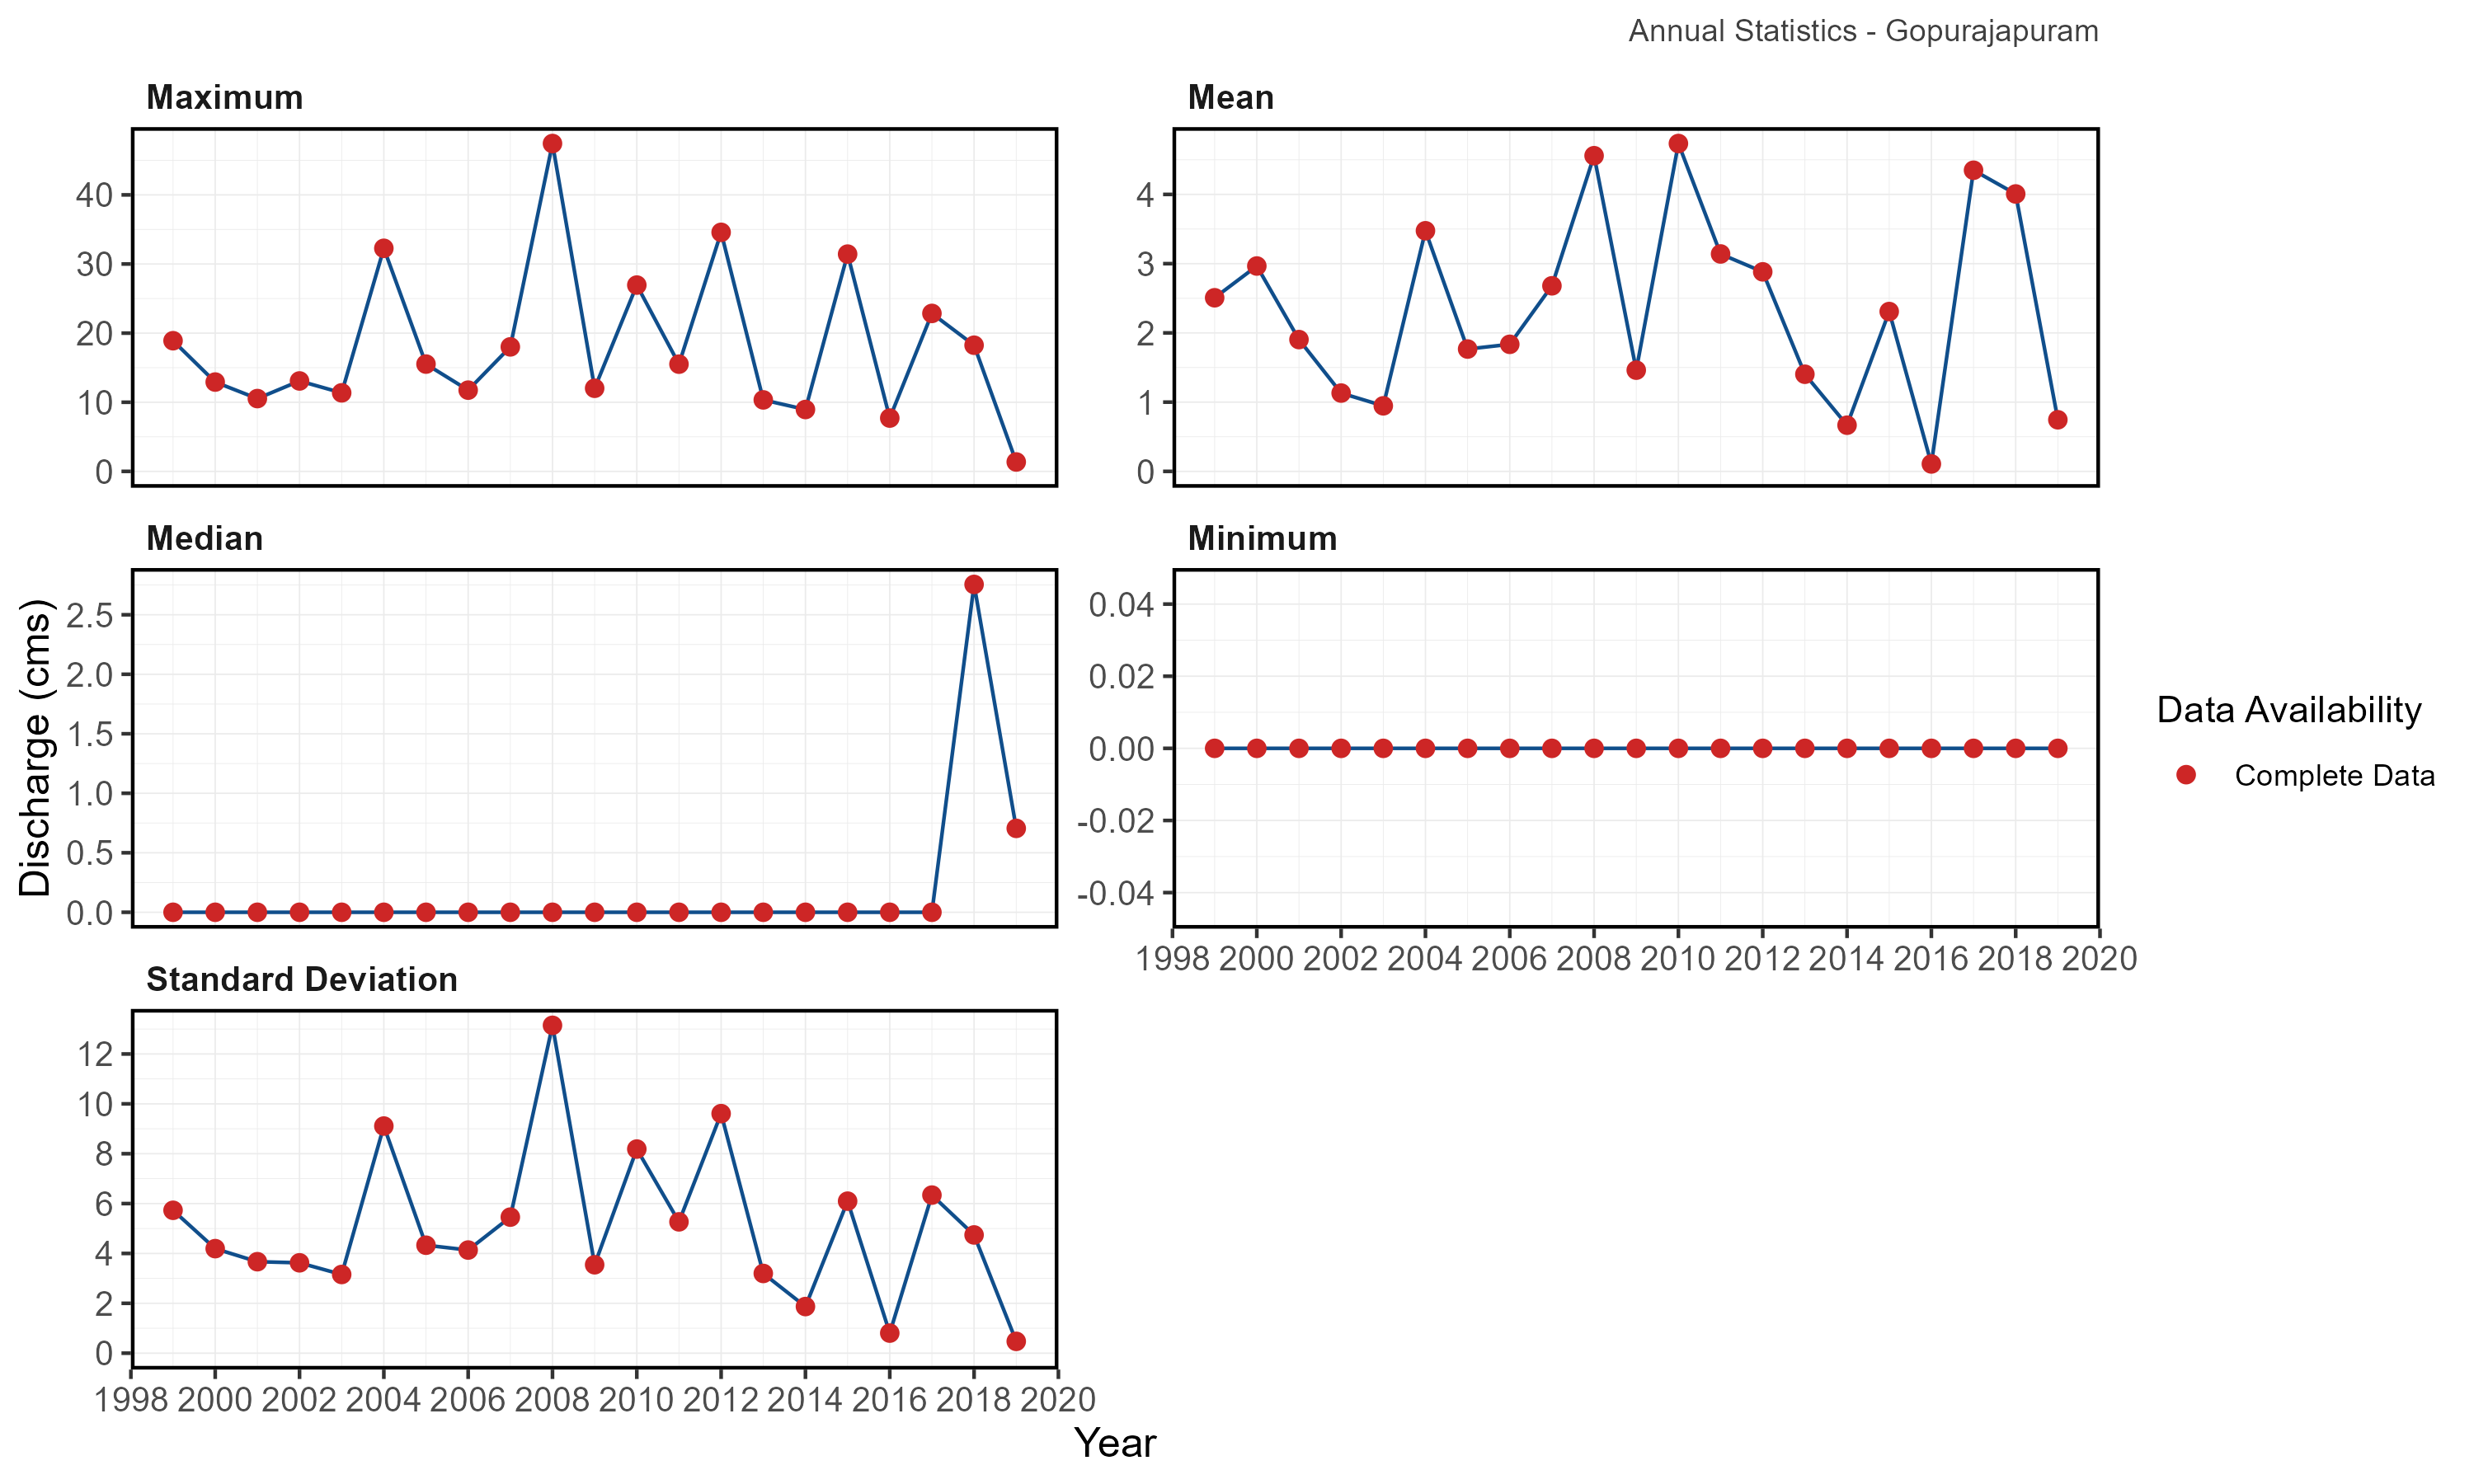 Annual Statistics - Gopurajapuram
Maximum
40
30
20
10
0
Mean
4
3
2
1
0
Discharge (cms)
Median
2.5
2.0
1.5
1.0
0.5
0.0
Minimum
0.04
0.02
0.00
-0.02
-0.04
1998 2000 2002 2004 2006 2008 2010 2012 2014 2016 2018 2020
Standard Deviation
12
10
8
6
4
2
0
1998 2000 2002 2004 2006 2008 2010 2012 2014 2016 2018 2020
Year
Data Availability
Complete Data